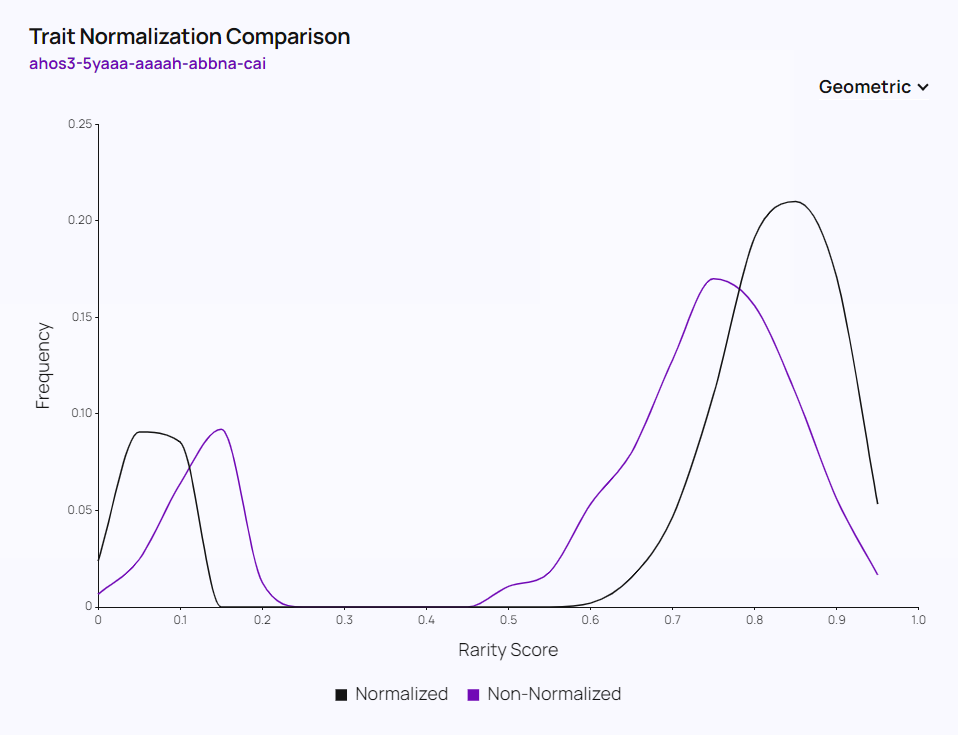 Trait Normalization Comparison
ahos3-5yaaa-aaaah-abbna-cai
Geometric
0.25
0.20
0.15
0.10
0.05
0
Frequency
0 0.1 0.2 0.3 0.4 0.5 0.6 0.7 0.8 0.9 1.0
Rarity Score
Normalized Non-Normalized